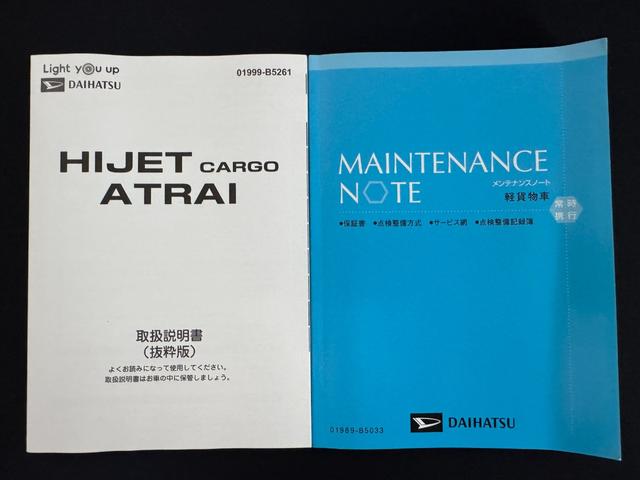 Light you up
DAIHATSU
01999-B5261
HIJET CARGO
ATRAI
取扱説明書
（抜粋版）
よくお読みになって使用してください。
取扱説明書はお車の中に保管しましょう。
MAINTENANCE
NOTE
メンテナンスノート
軽貨物車
常時
携行
●保証書 ●点検整備方式 ●サービス網 ●点検整備記録簿
01989-B5033
DAIHATSU